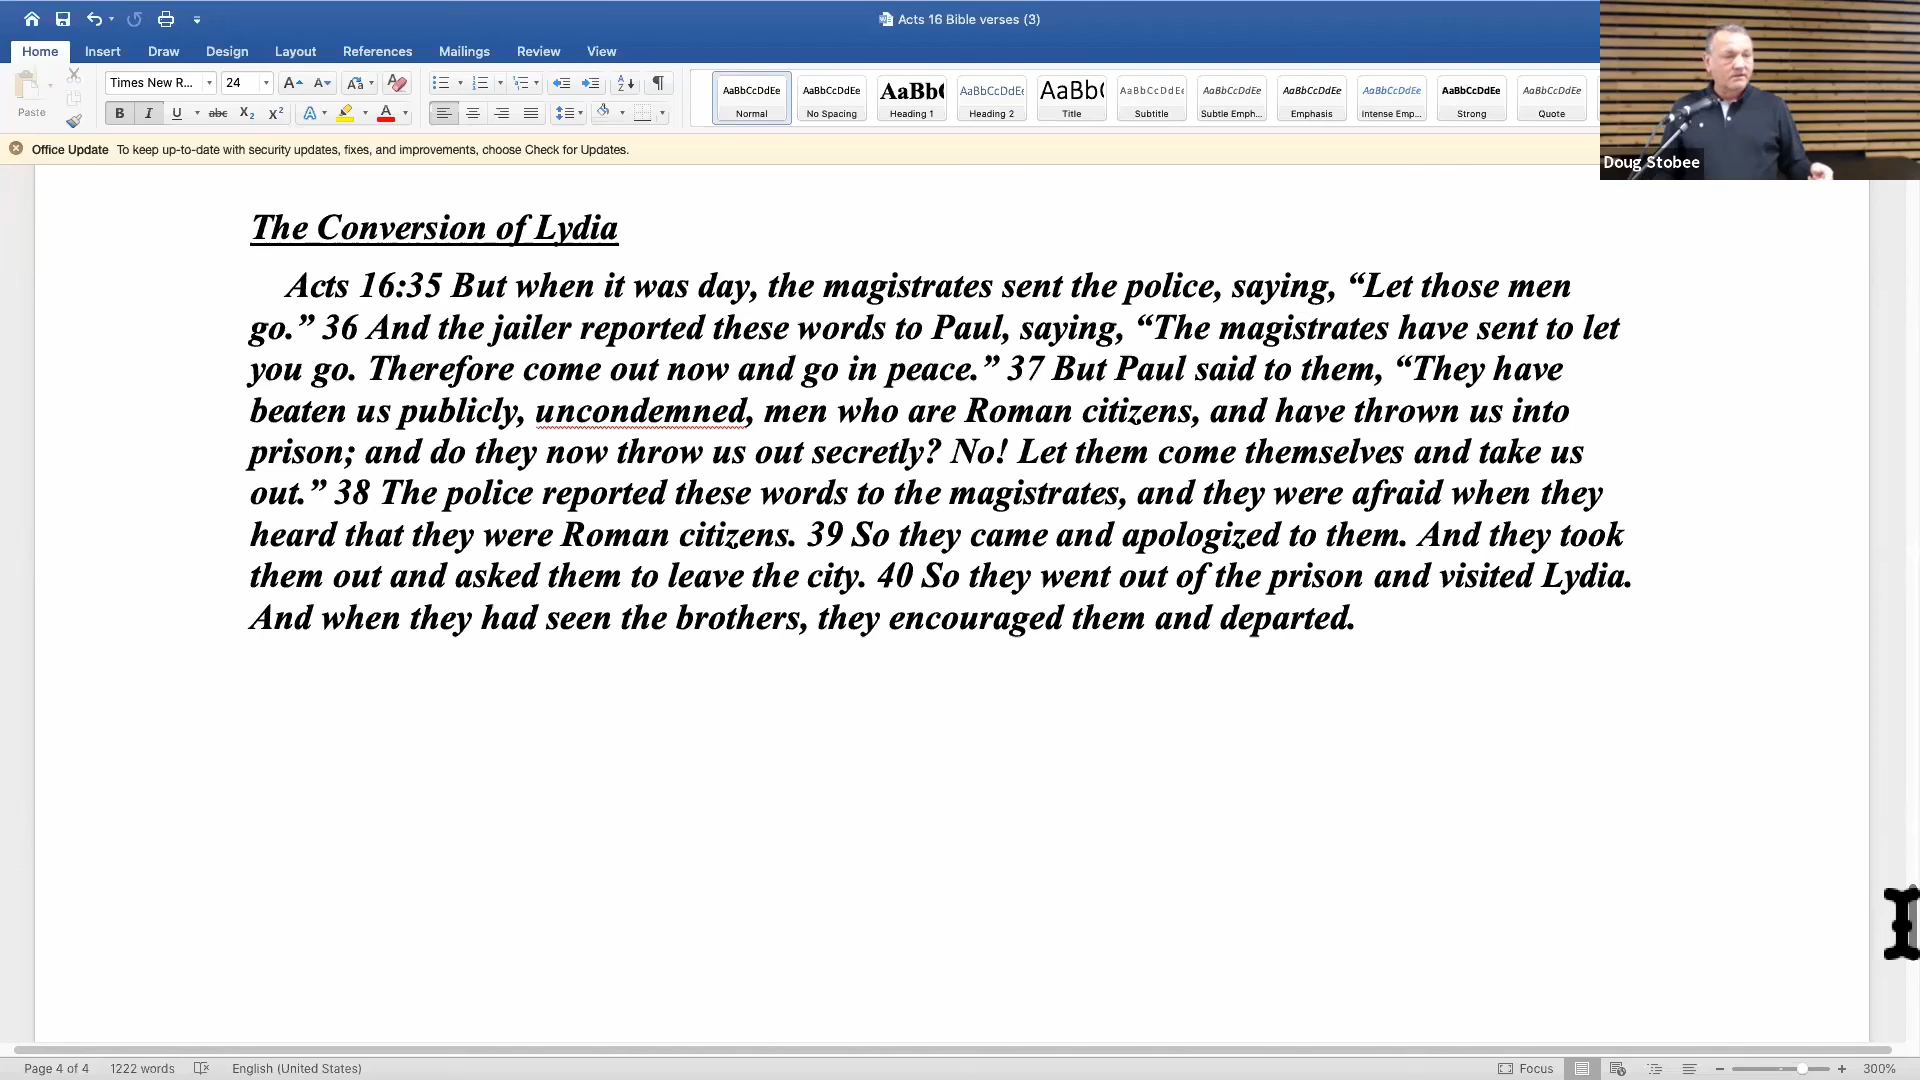 Acts 16 Bible verses (3)
Home Insert Draw Design Layout References Mailings Review View
Times New R... 24
Paste
AaBbCcDdEe AaBbCcDdEe AaBb( AaBbCcDdE AaBb( AaBbCcDdE AaBbCcDdEe AaBbCcDdEe AaBbCcDdEe AaBbCcDdEe AaBbCcDdEe
Normal No Spacing Heading 1 Heading 2 Title Subtitle Subtle Emph... Emphasis Intense Emp... Strong Quote
Office Update To keep up-to-date with security updates, fixes, and improvements, choose Check for Updates.
Doug Stobee
The Conversion of Lydia
Acts 16:35 But when it was day, the magistrates sent the police, saying, “Let those men
go.” 36 And the jailer reported these words to Paul, saying, “The magistrates have sent to let
you go. Therefore come out now and go in peace.” 37 But Paul said to them, “They have
beaten us publicly, uncondemned, men who are Roman citizens, and have thrown us into
prison; and do they now throw us out secretly? No! Let them come themselves and take us
out.” 38 The police reported these words to the magistrates, and they were afraid when they
heard that they were Roman citizens. 39 So they came and apologized to them. And they took
them out and asked them to leave the city. 40 So they went out of the prison and visited Lydia.
And when they had seen the brothers, they encouraged them and departed.
Page 4 of 4 1222 words English (United States) Focus 300%